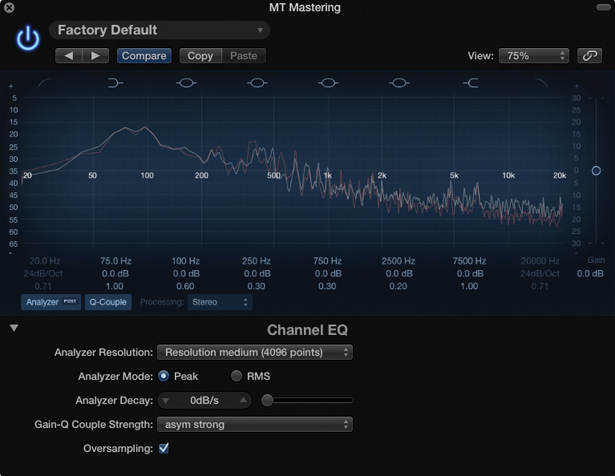 MT Mastering
Factory Default
Compare Copy Paste View: 75%
+ +
5 30
10 25
15 20
20 15
25 10
30 5
35 20 50 100 200 500 1k 2k 5k 10k 20k 0
40 5
45 10
50 15
55 20
60 25
65 30
- -
20.0 Hz 75.0 Hz 100 Hz 250 Hz 750 Hz 2500 Hz 7500 Hz 20000 Hz Gain
24dB/Oct 0.0 dB 0.0 dB 0.0 dB 0.0 dB 0.0 dB 0.0 dB 24dB/Oct 0.0 dB
0.71 1.00 0.60 0.30 0.30 0.20 1.00 0.71
Analyzer POST Q-Couple Processing: Stereo
Channel EQ
Analyzer Resolution: Resolution medium (4096 points)
Analyzer Mode: Peak RMS
Analyzer Decay: 0dB/s
Gain-Q Couple Strength: asym strong
Oversampling: